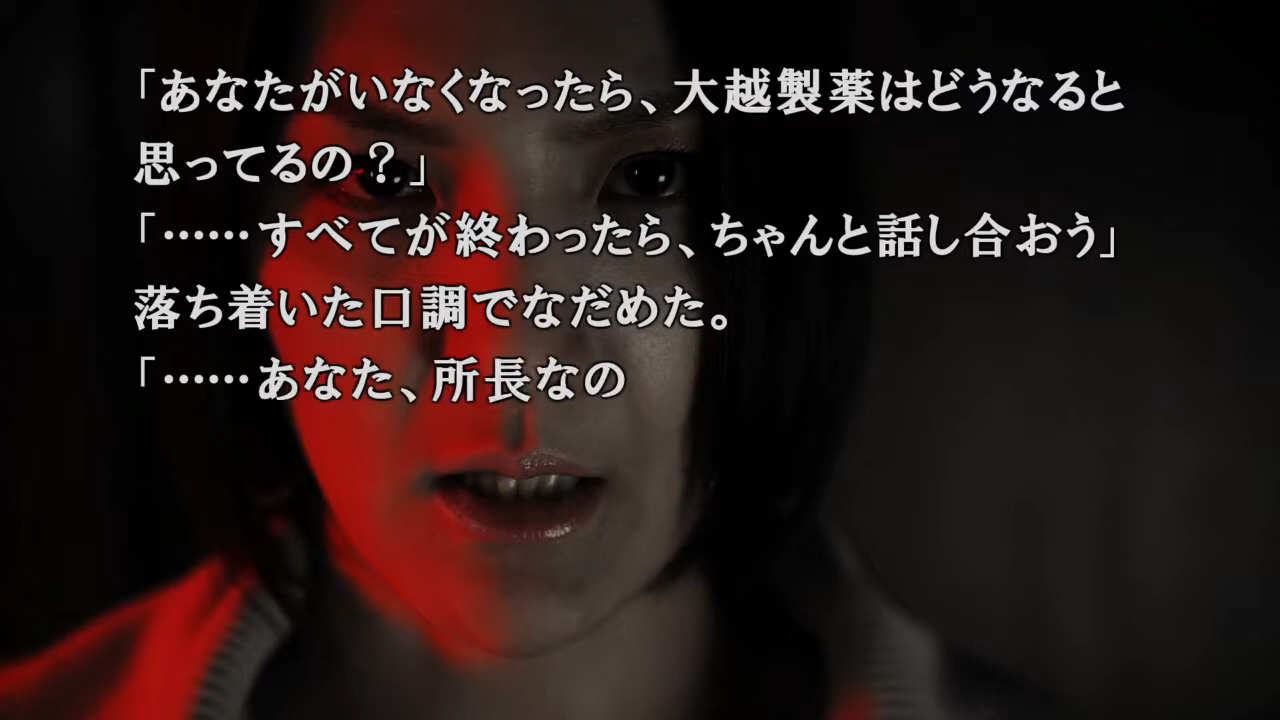 「あなたがいなくなったら、大越製薬はどうなると
思ってるの？」
「……すべてが終わったら、ちゃんと話し合おう」
落ち着いた口調でなだめた。
「……あなた、所長なの